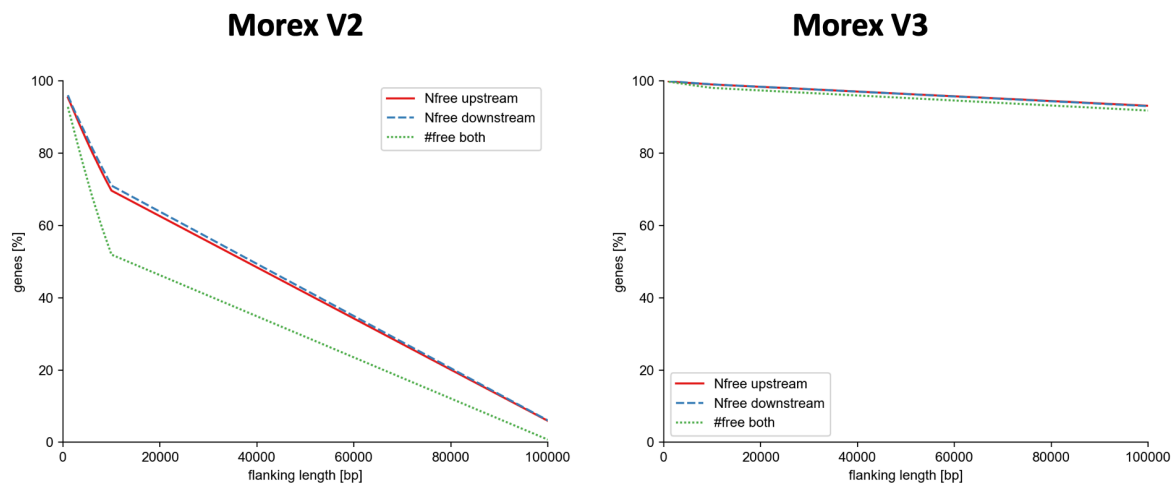 Morex V2
100
80
60
40
20
0
genes [%]
0 20000 40000 60000 80000 100000
flanking length [bp]
Nfree upstream
Nfree downstream
#free both
Morex V3
100
80
60
40
20
0
genes [%]
Nfree upstream
Nfree downstream
#free both
0 20000 40000 60000 80000 100000
flanking length [bp]